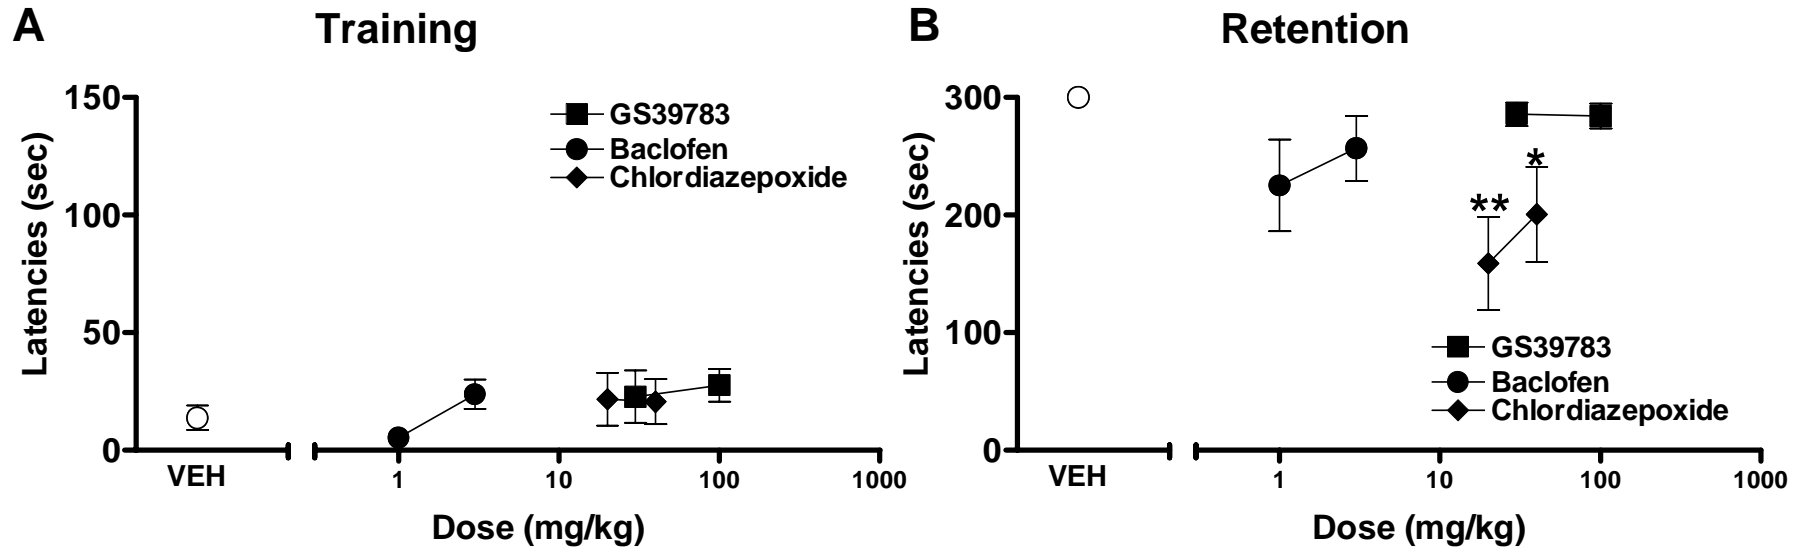 A
Training
150
100
50
0
Latencies (sec)
GS39783
Baclofen
Chlordiazepoxide
VEH
1
10
100
1000
Dose (mg/kg)
B
Retention
300
200
100
0
Latencies (sec)
**
*
GS39783
Baclofen
Chlordiazepoxide
VEH
1
10
100
1000
Dose (mg/kg)